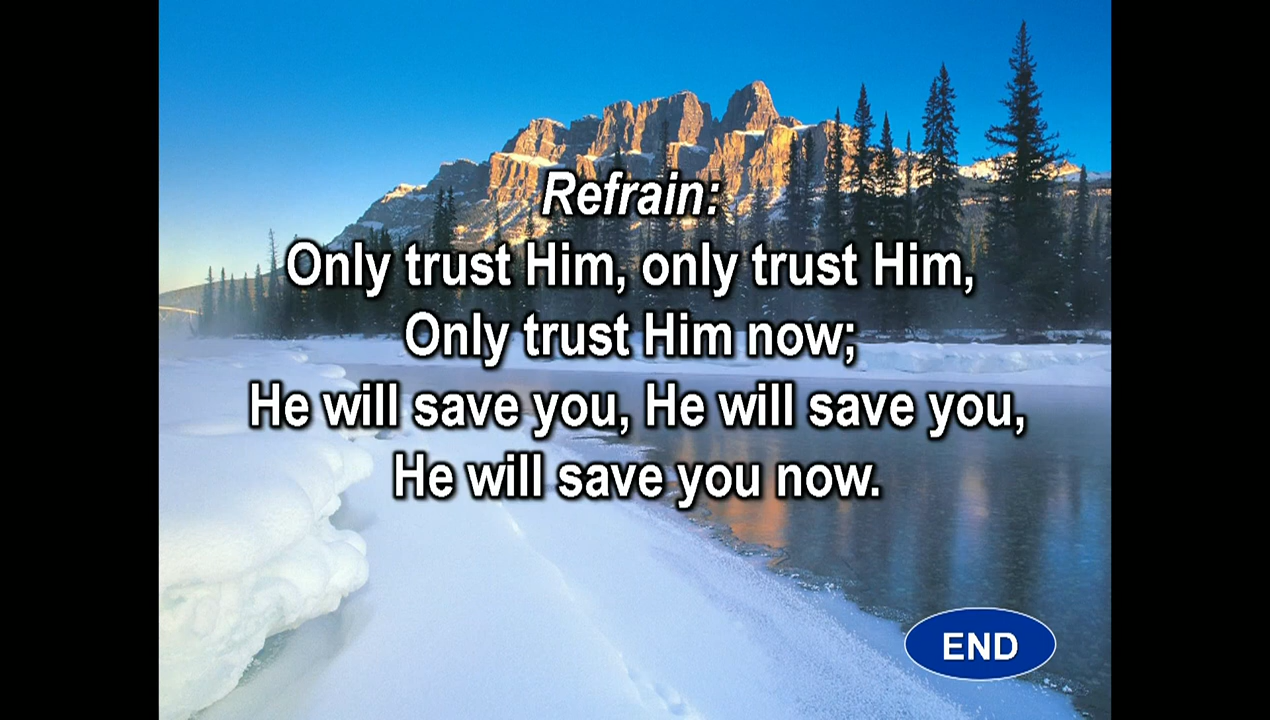 Refrain:
Only trust Him, only trust Him,
Only trust Him now;
He will save you, He will save you,
He will save you now.
END